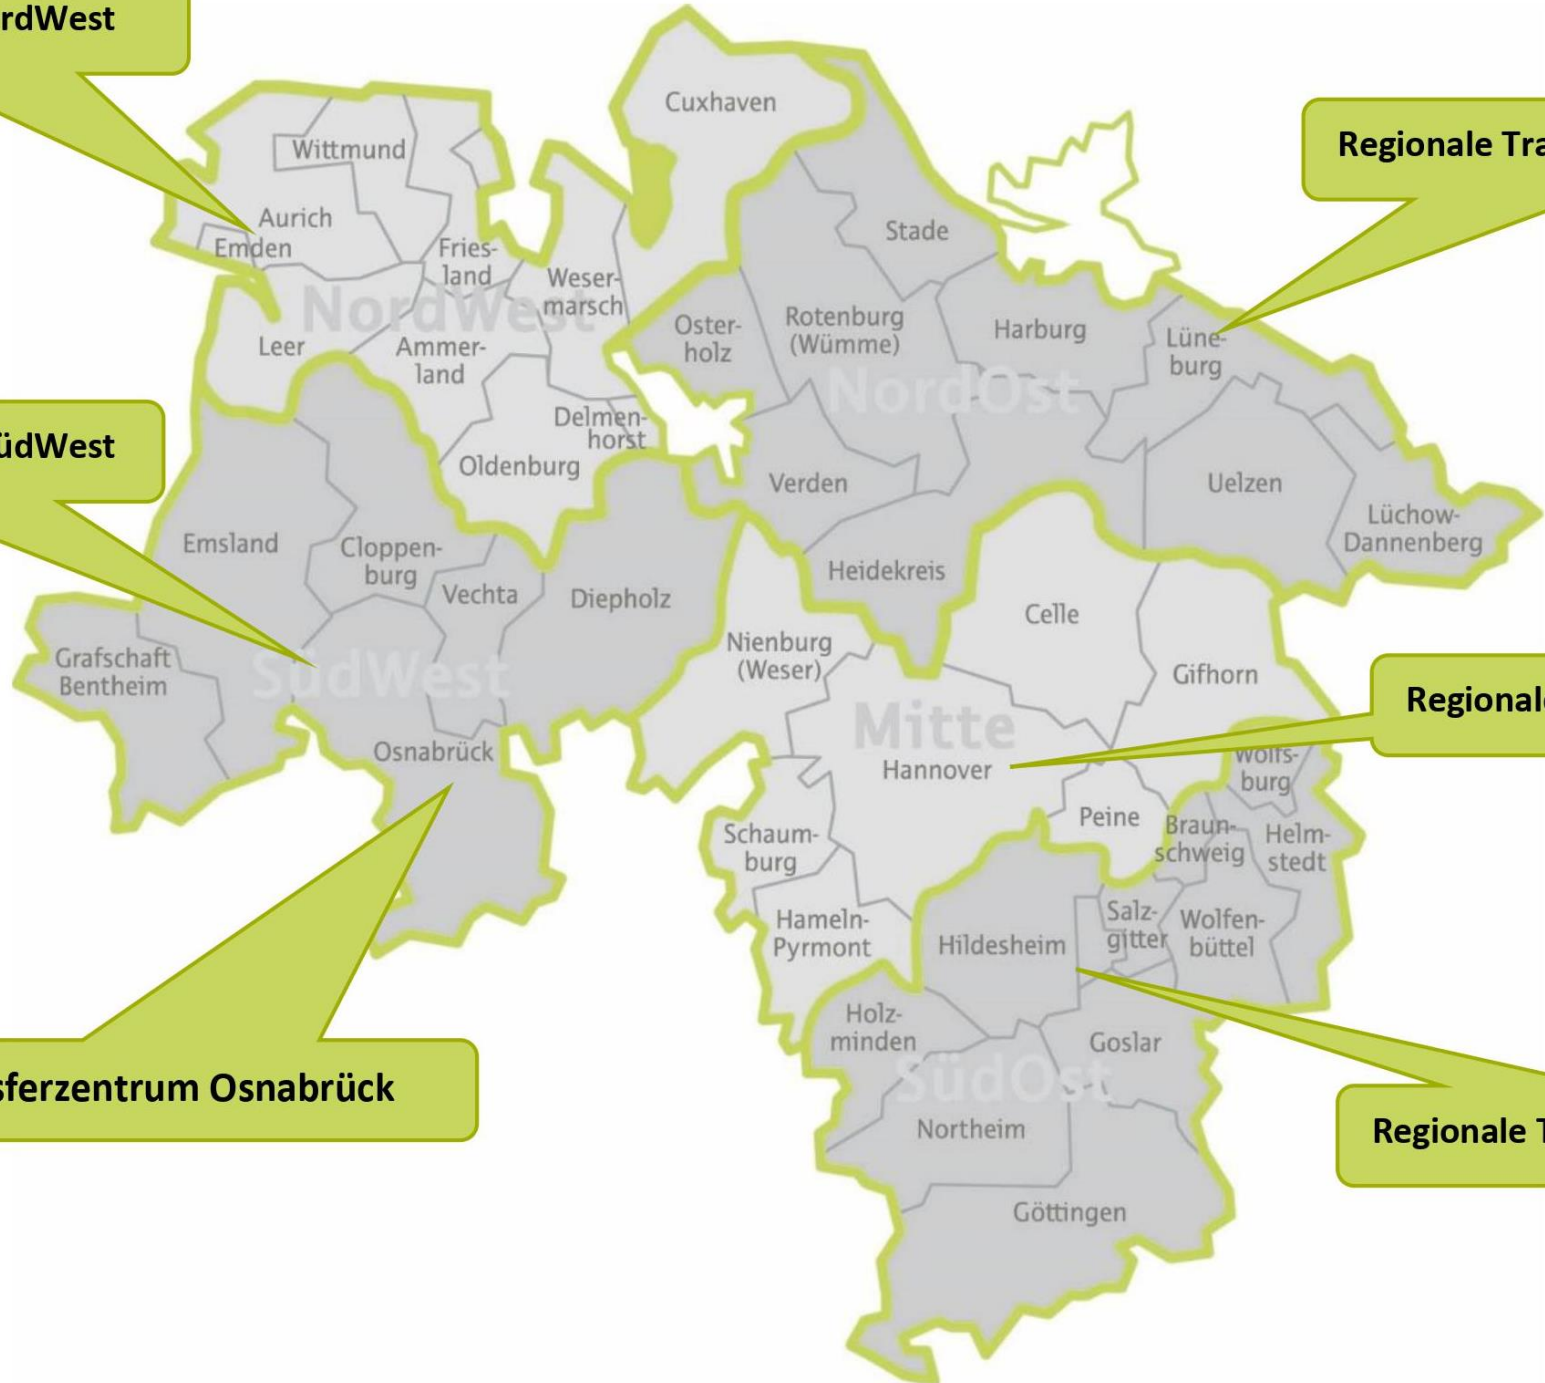 rdWest
Cuxhaven
Wittmund
Regionale Tra
Aurich
Emden
Stade
Fries-
land
Weser-
marsch
NordWest
Leer
Ammer-
land
Oster-
holz
Rotenburg
(Wümme)
Harburg
Lüne-
burg
NordOst
Delmen-
horst
Oldenburg
üdWest
Verden
Uelzen
Lüchow-
Dannenberg
Emsland
Cloppen-
burg
Vechta
Diepholz
Heidekreis
Celle
Nienburg
(Weser)
Grafschaft
Bentheim
SüdWest
Gifhorn
Regionale
Mitte
Hannover
Osnabrück
Wolfs-
burg
Peine
Braun-
schweig
Helm-
stedt
Schaum-
burg
Hameln-
Pyrmont
Hildesheim
Salz-
gitter
Wolfen-
büttel
Holz-
minden
Goslar
SüdOst
sferzentrum Osnabrück
Northeim
Regionale T
Göttingen